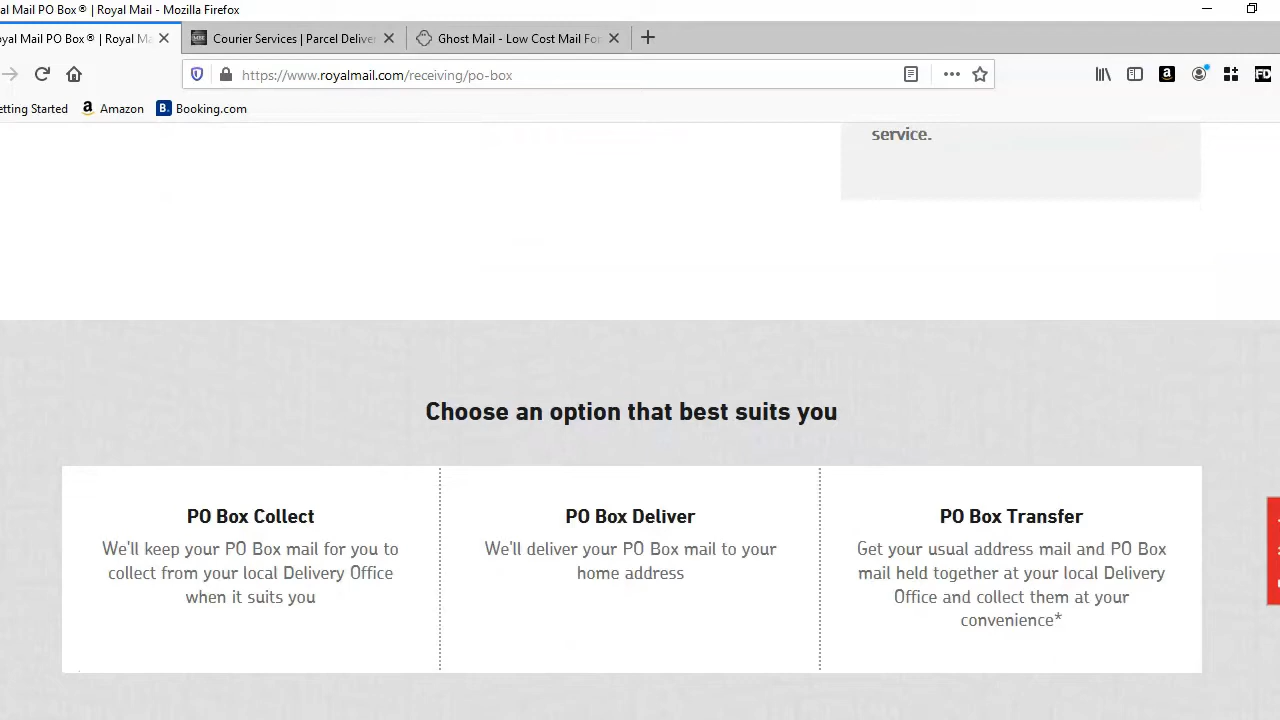 al Mail PO Box® | Royal Mail - Mozilla Firefox
oyal Mail PO Box® | Royal Ma
Courier Services | Parcel Deliver
Ghost Mail - Low Cost Mail For
https://www.royalmail.com/receiving/po-box
FD
etting Started
Amazon
B.
Booking.com
service.
Choose an option that best suits you
PO Box Collect
We'll keep your PO Box mail for you to
collect from your local Delivery Office
when it suits you
PO Box Deliver
We'll deliver your PO Box mail to your
home address
PO Box Transfer
Get your usual address mail and PO Box
mail held together at your local Delivery
Office and collect them at your
convenience*